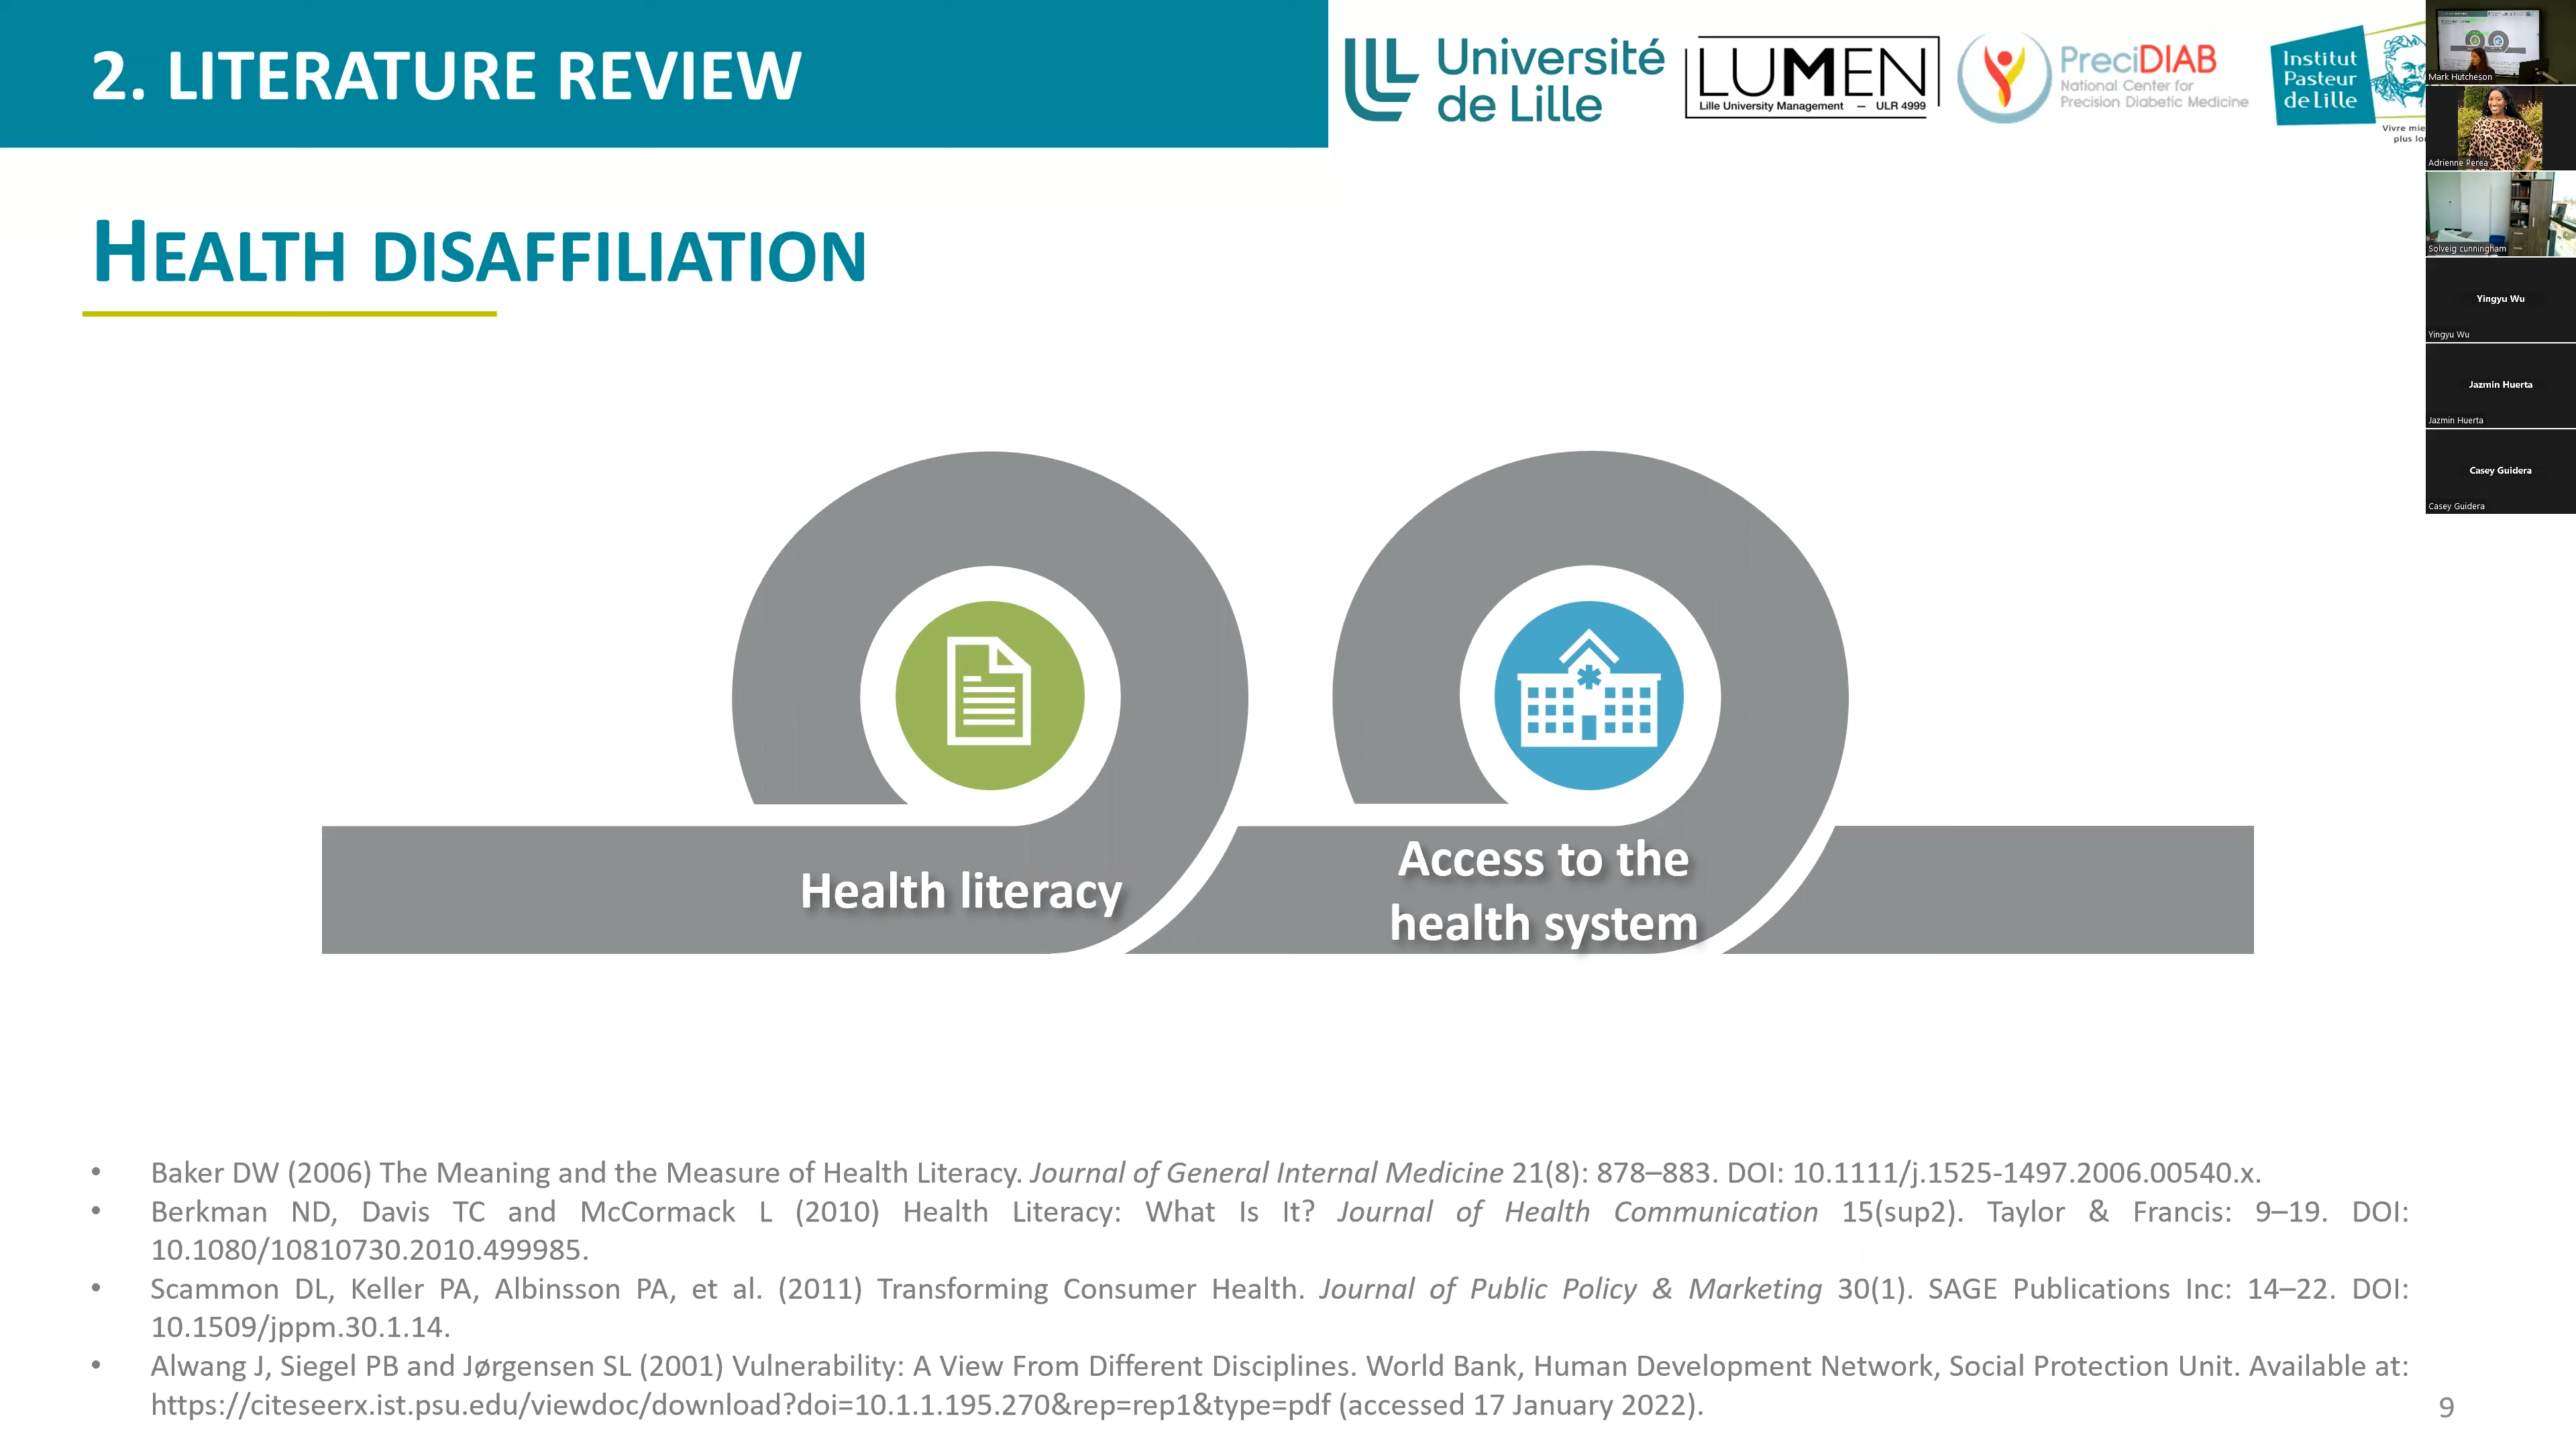 2. LITERATURE REVIEW
Université
de Lille
LUMEN
Lille University Management — ULR 4999
PreciDIAB
National Center for
Precision Diabetic Medicine
Institut
Pasteur
de Lille
Vivre mie
plus lo
Mark Hutcheson
Adrienne Perea
Solveig cunningham
Yingyu Wu
Yingyu Wu
Jazmin Huerta
Jazmin Huerta
Casey Guidera
Casey Guidera
HEALTH DISAFFILIATION
Health literacy
Access to the
health system
• Baker DW (2006) The Meaning and the Measure of Health Literacy. Journal of General Internal Medicine 21(8): 878–883. DOI: 10.1111/j.1525-1497.2006.00540.x.
• Berkman ND, Davis TC and McCormack L (2010) Health Literacy: What Is It? Journal of Health Communication 15(sup2). Taylor & Francis: 9–19. DOI:
10.1080/10810730.2010.499985.
• Scammon DL, Keller PA, Albinsson PA, et al. (2011) Transforming Consumer Health. Journal of Public Policy & Marketing 30(1). SAGE Publications Inc: 14–22. DOI:
10.1509/jppm.30.1.14.
• Alwang J, Siegel PB and Jørgensen SL (2001) Vulnerability: A View From Different Disciplines. World Bank, Human Development Network, Social Protection Unit. Available at:
https://citeseerx.ist.psu.edu/viewdoc/download?doi=10.1.1.195.270&rep=rep1&type=pdf (accessed 17 January 2022).
9